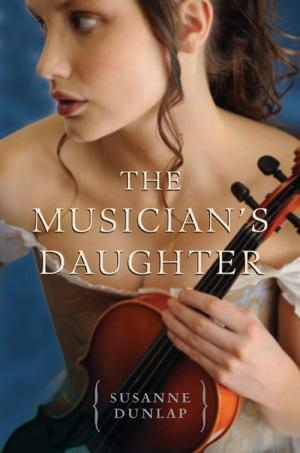 THE
MUSICIAN'S
DAUGHTER
SUSANNE
DUNLAP